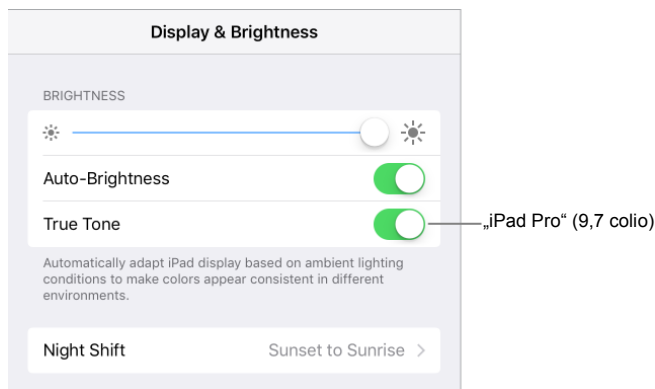 Display & Brightness
BRIGHTNESS
Auto-Brightness
True Tone
„iPad Pro“ (9,7 colio)
Automatically adapt iPad display based on ambient lighting
conditions to make colors appear consistent in different
environments.
Night Shift Sunset to Sunrise >